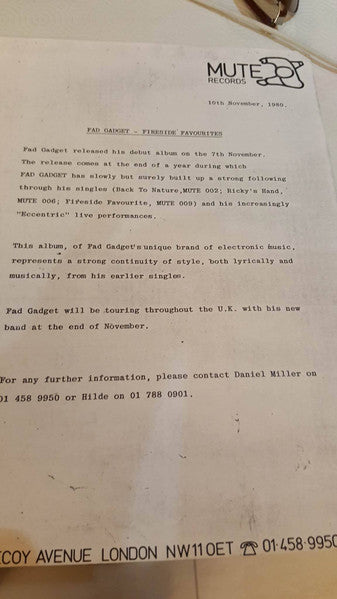 MUTE
RECORDS
10th November, 1980.
FAD GADGET - FIRESIDE FAVOURITES
Fad Gadget released his debut album on the 7th November.
The release comes at the end of a year during which
FAD GADGET has slowly but surely built up a strong following
through his singles (Back To Nature,MUTE 002; Ricky's Hand,
MUTE 006; Fireside Favourite, MUTE 009) and his increasingly
"Eccentric" live performances.
This album, of Fad Gadget's unique brand of electronic music,
represents a strong continuity of style, both lyrically and
musically, from his earlier singles.
Fad Gadget will be touring throughout the U.K. with his new
band at the end of November.
For any further information, please contact Daniel Miller on
01 458 9950 or Hilde on 01 788 0901.
ECOY AVENUE LONDON NW11 0ET ☎ 01·458·9950